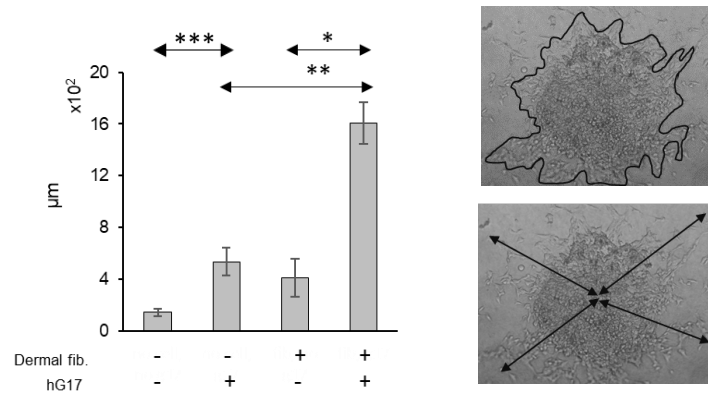 *** *
**
x10²
20
16
12
8
4
0
µm
Dermal fib. - - + +
hG17 - + - +